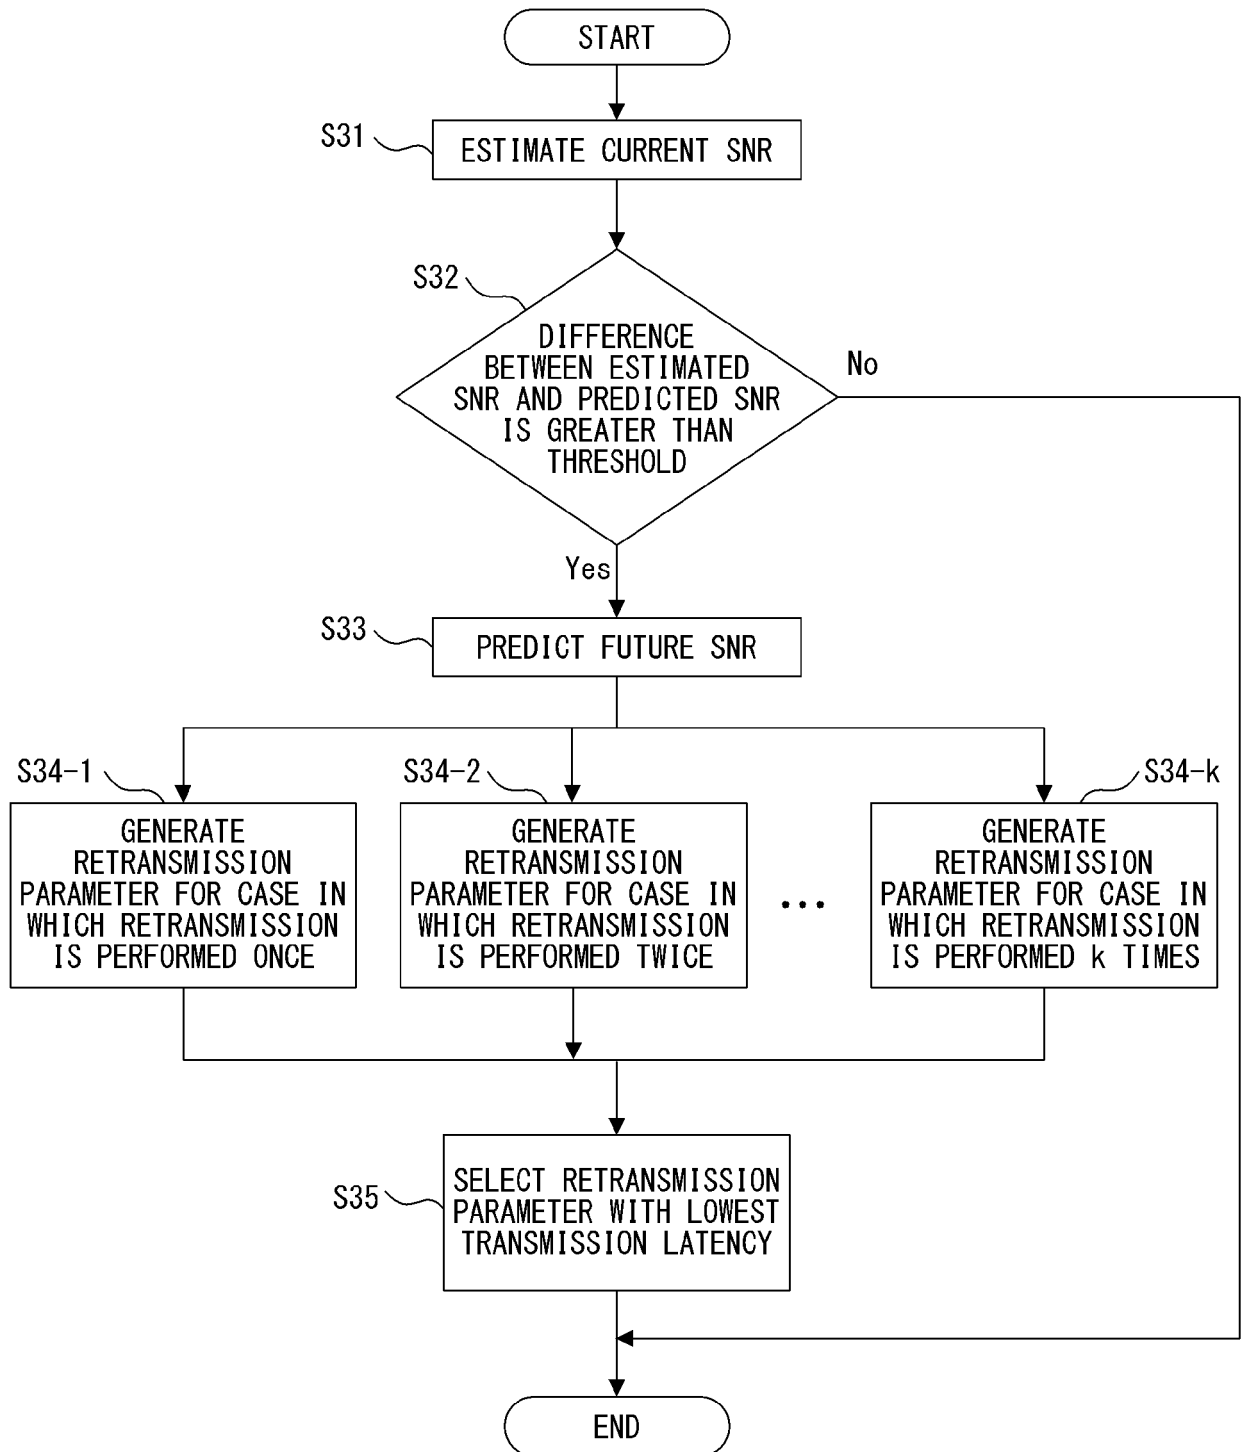 START
S31
ESTIMATE CURRENT SNR
S32
DIFFERENCE
BETWEEN ESTIMATED
SNR AND PREDICTED SNR
IS GREATER THAN
THRESHOLD
No
Yes
S33
PREDICT FUTURE SNR
S34-1
GENERATE
RETRANSMISSION
PARAMETER FOR CASE IN
WHICH RETRANSMISSION
IS PERFORMED ONCE
S34-2
GENERATE
RETRANSMISSION
PARAMETER FOR CASE IN
WHICH RETRANSMISSION
IS PERFORMED TWICE
...
S34-k
GENERATE
RETRANSMISSION
PARAMETER FOR CASE IN
WHICH RETRANSMISSION
IS PERFORMED k TIMES
S35
SELECT RETRANSMISSION
PARAMETER WITH LOWEST
TRANSMISSION LATENCY
END